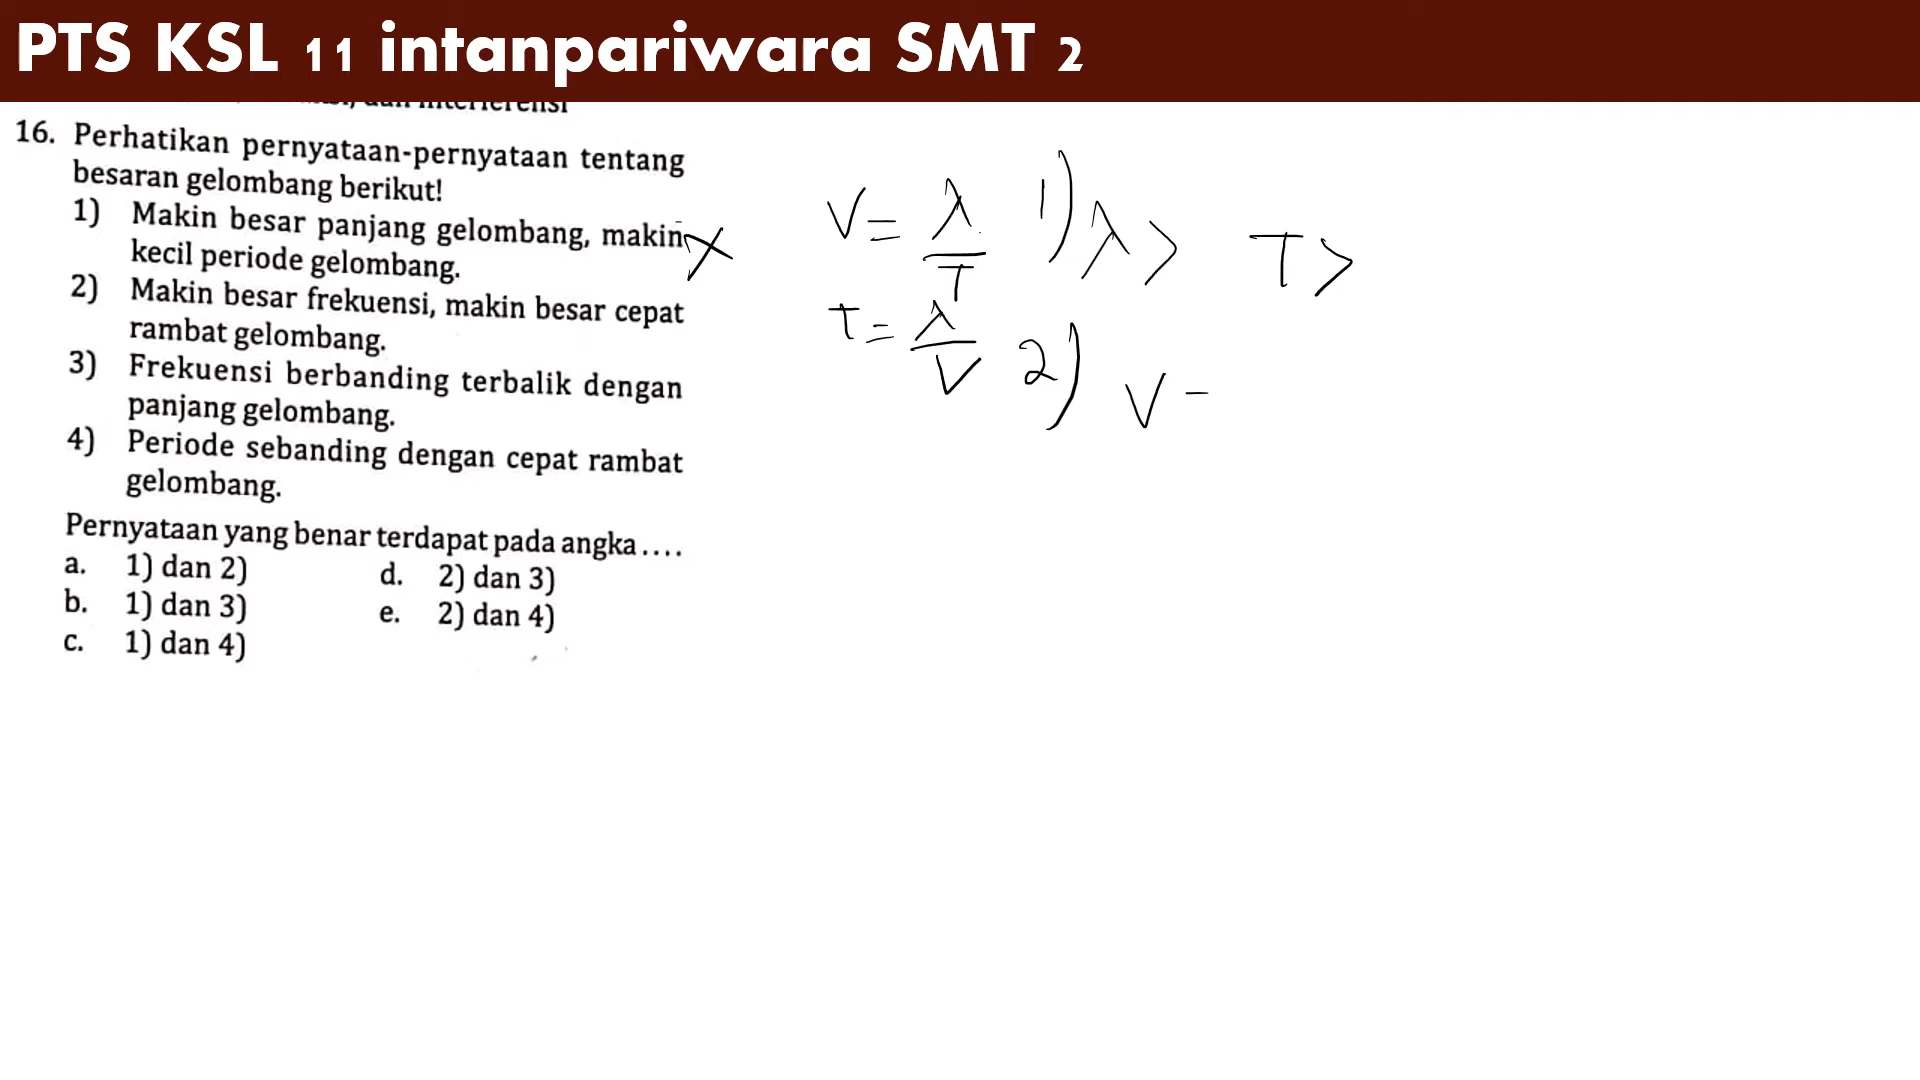 PTS KSL 11 intanpariwara SMT 2
dan interferensi
16. Perhatikan pernyataan-pernyataan tentang
besaran gelombang berikut!
1) Makin besar panjang gelombang, makin
kecil periode gelombang.
2) Makin besar frekuensi, makin besar cepat
rambat gelombang.
3) Frekuensi berbanding terbalik dengan
panjang gelombang.
4) Periode sebanding dengan cepat rambat
gelombang.
Pernyataan yang benar terdapat pada angka ....
a. 1) dan 2)
b. 1) dan 3)
c. 1) dan 4)
d. 2) dan 3)
e. 2) dan 4)
V = λ/T
T = λ/V
1) λ > T >
2) V -